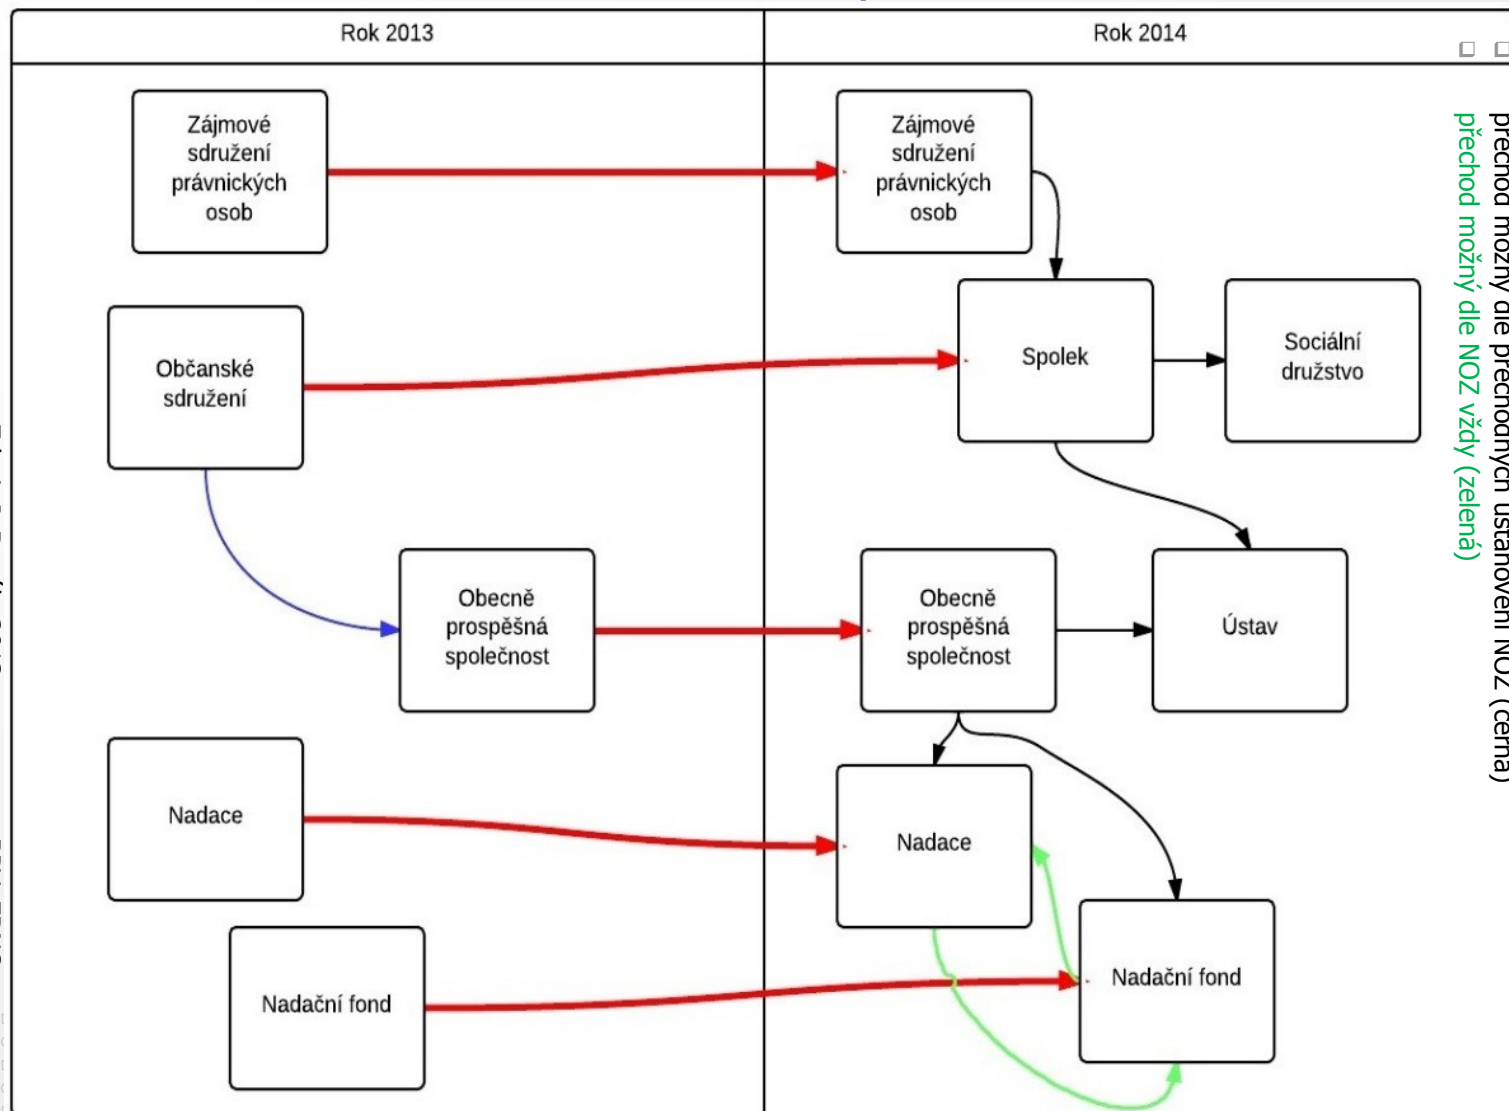 Rok 2013
Rok 2014
Zájmové
sdružení
právnických
osob
Zájmové
sdružení
právnických
osob
Občanské
sdružení
Spolek
Sociální
družstvo
Obecně
prospěšná
společnost
Obecně
prospěšná
společnost
Ústav
Nadace
Nadace
Nadační fond
Nadační fond
přechod možný dle přechodných ustanovení NOZ (černá)
přechod možný dle NOZ vždy (zelená)